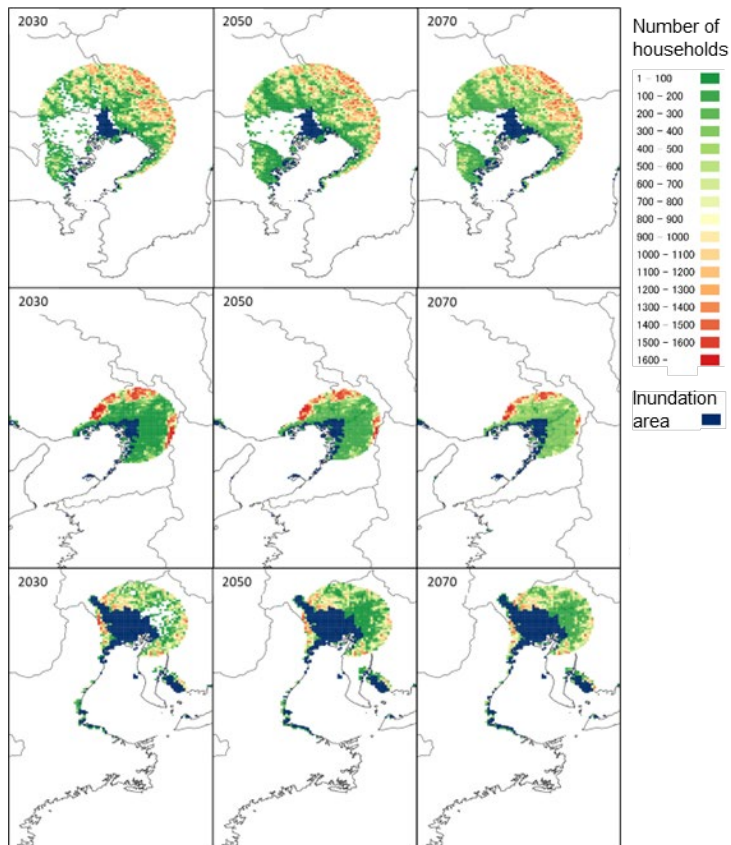 2030
2050
2070
Number of
households
1 - 100
100 - 200
200 - 300
300 - 400
400 - 500
500 - 600
600 - 700
700 - 800
800 - 900
900 - 1000
1000 - 1100
1100 - 1200
1200 - 1300
1300 - 1400
1400 - 1500
1500 - 1600
1600 -
Inundation
area
2030
2050
2070
2030
2050
2070